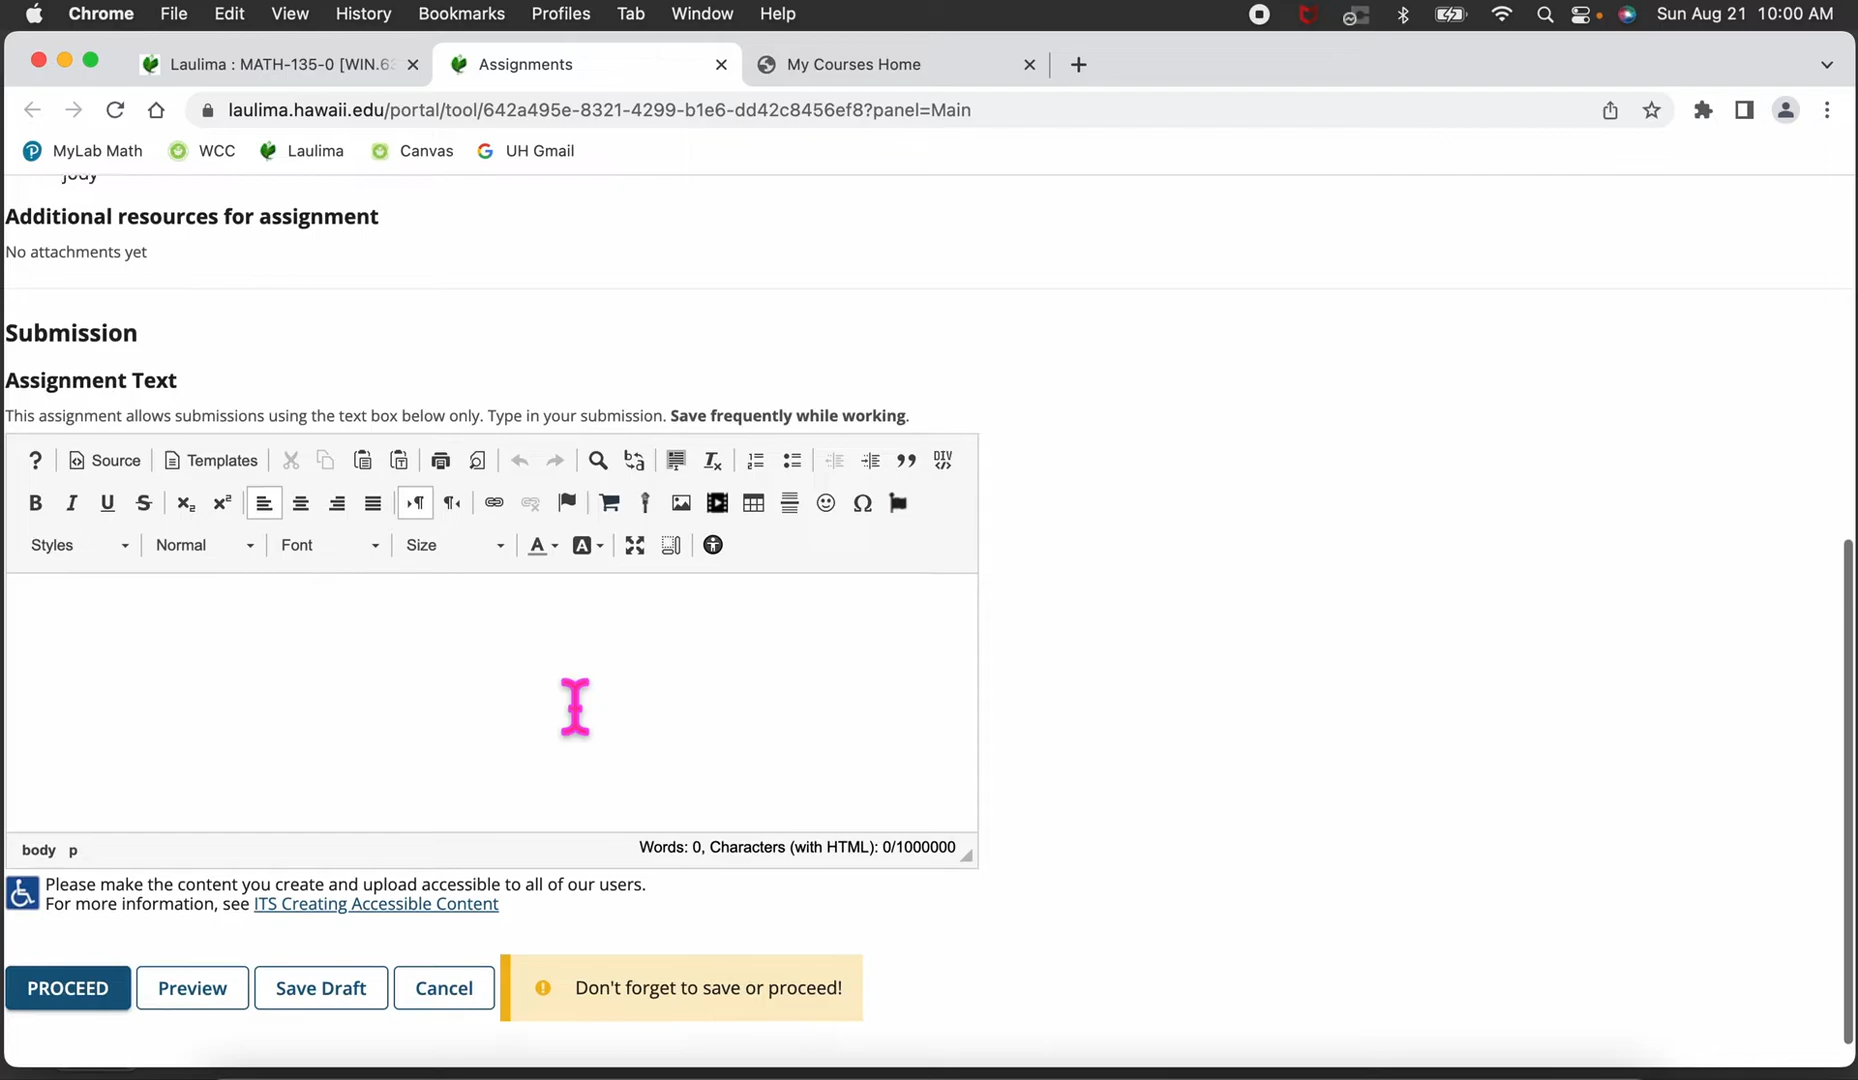 Chrome File Edit View History Bookmarks Profiles Tab Window Help Sun Aug 21 10:00 AM
Laulima : MATH-135-0 [WIN.63 Assignments My Courses Home
laulima.hawaii.edu/portal/tool/642a495e-8321-4299-b1e6-dd42c8456ef8?panel=Main
MyLab Math WCC Laulima Canvas UH Gmail
jody
Additional resources for assignment
No attachments yet
Submission
Assignment Text
This assignment allows submissions using the text box below only. Type in your submission. Save frequently while working.
? Source Templates DIV
B I U S
Styles Normal Font Size A A
body p Words: 0, Characters (with HTML): 0/1000000
Please make the content you create and upload accessible to all of our users.
For more information, see ITS Creating Accessible Content
PROCEED Preview Save Draft Cancel Don't forget to save or proceed!